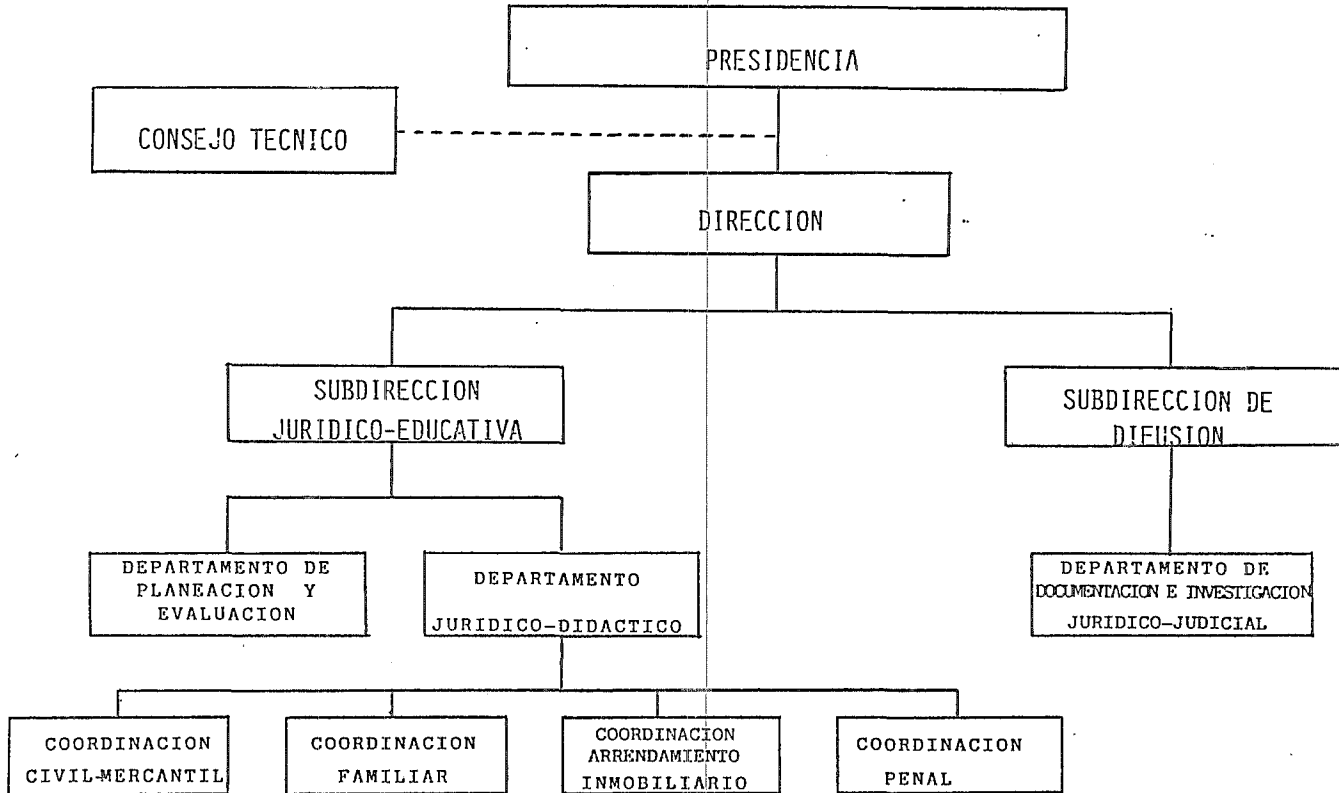 PRESIDENCIA
CONSEJO TECNICO
DIRECCION
SUBDIRECCION
JURIDICO-EDUCATIVA
SUBDIRECCION DE
DIFUSION
DEPARTAMENTO DE
PLANEACION Y
EVALUACION
DEPARTAMENTO
JURIDICO-DIDACTICO
DEPARTAMENTO DE
DOCUMENTACION E INVESTIGACION
JURIDICO-JUDICIAL
COORDINACION
CIVIL-MERCANTIL
COORDINACION
FAMILIAR
COORDINACION
ARRENDAMIENTO
INMOBILIARIO
COORDINACION
PENAL